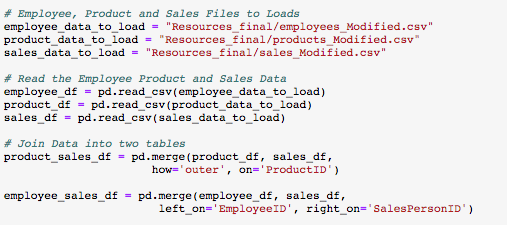 # Employee, Product and Sales Files to Loads
employee_data_to_load = "Resources_final/employees_Modified.csv"
product_data_to_load = "Resources_final/products_Modified.csv"
sales_data_to_load = "Resources_final/sales_Modified.csv"

# Read the Employee Product and Sales Data
employee_df = pd.read_csv(employee_data_to_load)
product_df = pd.read_csv(product_data_to_load)
sales_df = pd.read_csv(sales_data_to_load)

# Join Data into two tables
product_sales_df = pd.merge(product_df, sales_df,
                     how='outer', on='ProductID')

employee_sales_df = pd.merge(employee_df, sales_df,
                      left_on='EmployeeID', right_on='SalesPersonID')